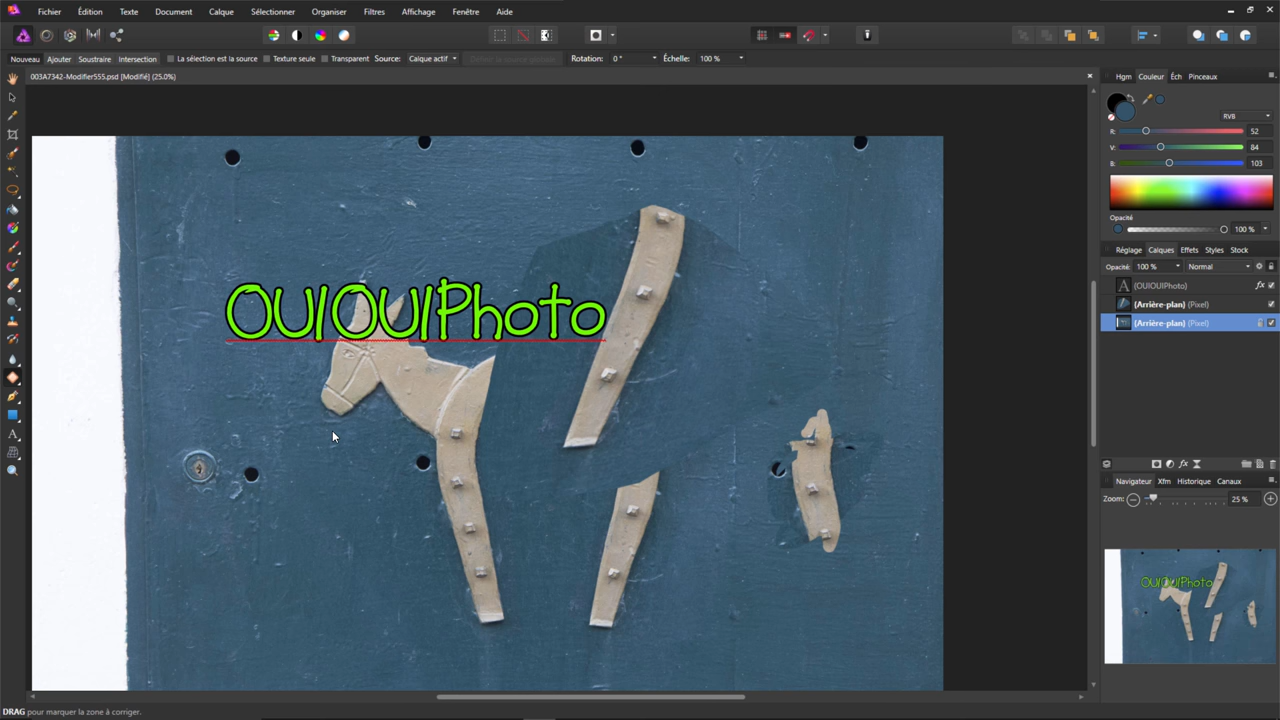 Fichier Édition Texte Document Calque Sélectionner Organiser Filtres Affichage Fenêtre Aide
Nouveau Ajouter Soustraire Intersection La sélection est la source Texture seule Transparent Source: Calque actif Rotation: 0 ° Échelle: 100 %
003A7342-Modifier555.psd [Modifié] (25.0%)
Hgm Couleur Éch Pinceaux
RVB
R: 52
V: 84
B: 103
Opacité
100 %
Réglage Calques Effets Styles Stock
Opacité: 100 % Normal
A (OUIOUIPhoto) fx
(Arrière-plan) (Pixel)
(Arrière-plan) (Pixel)
fx
Navigateur Xfm Historique Canaux
Zoom: 25 %
OUIOUIPhoto
OUIOUIPhoto
DRAG pour marquer la zone à corriger.